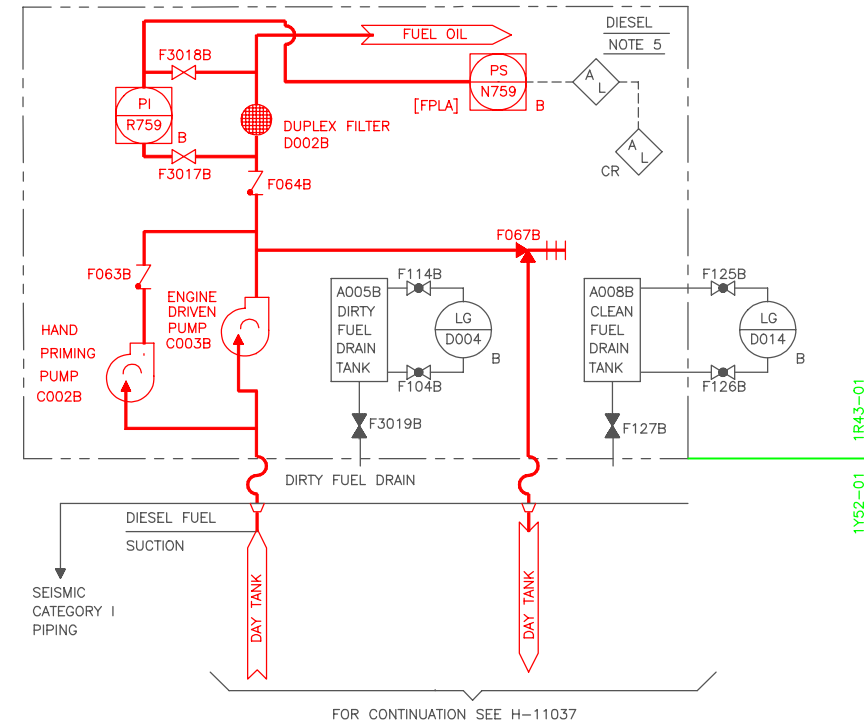 FUEL OIL
DIESEL
NOTE 5
F3018B
PI
R759
B
F3017B
DUPLEX FILTER
D002B
PS
N759
[FPLA]
B
A
L
A
L
CR
F064B
F063B
F067B
ENGINE
DRIVEN
PUMP
C003B
HAND
PRIMING
PUMP
C002B
A005B
DIRTY
FUEL
DRAIN
TANK
F114B
LG
D004
B
F104B
F3019B
A008B
CLEAN
FUEL
DRAIN
TANK
F125B
LG
D014
B
F126B
F127B
1R43-01
1Y52-01
DIRTY FUEL DRAIN
DIESEL FUEL
SUCTION
SEISMIC
CATEGORY I
PIPING
DAY TANK
DAY TANK
FOR CONTINUATION SEE H-11037